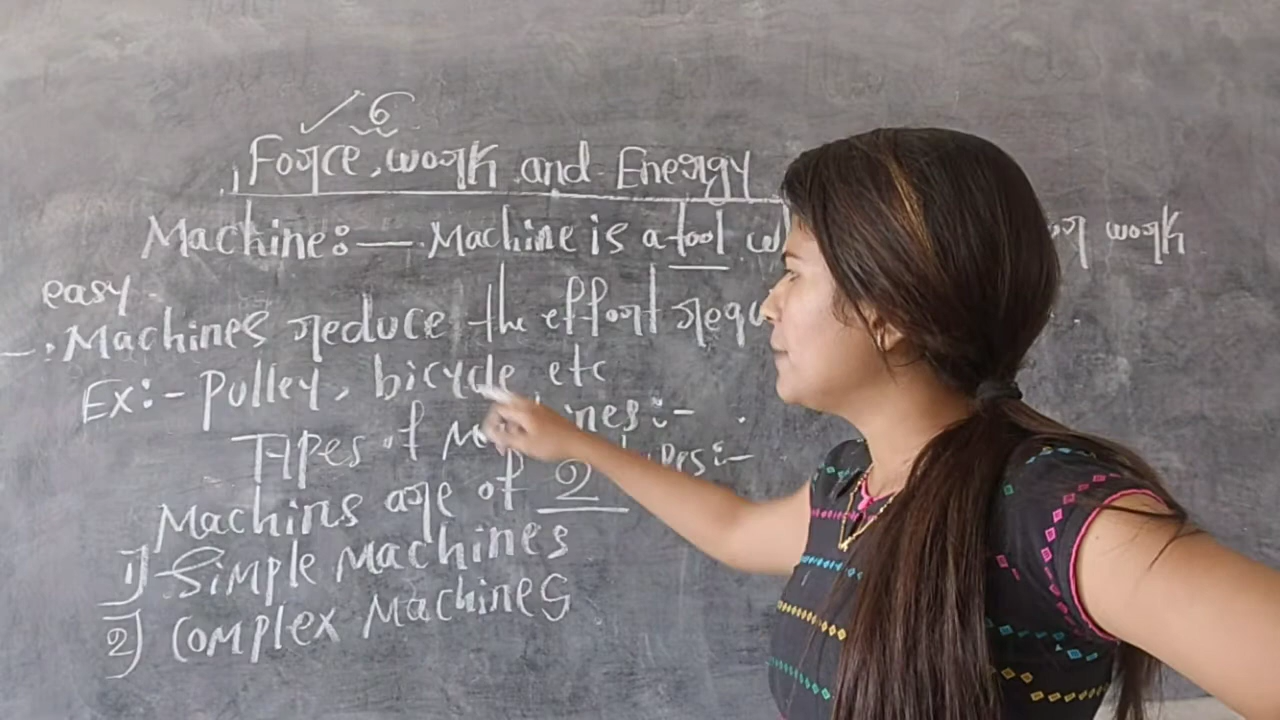 6
Force, work and Energy
Machine:— Machine is a tool work
easy
Machines reduce the effort
Ex:- Pulley, bicycle etc
Types of Machines:-
Machins are of 2 :-
1) Simple Machines
2) Complex Machines